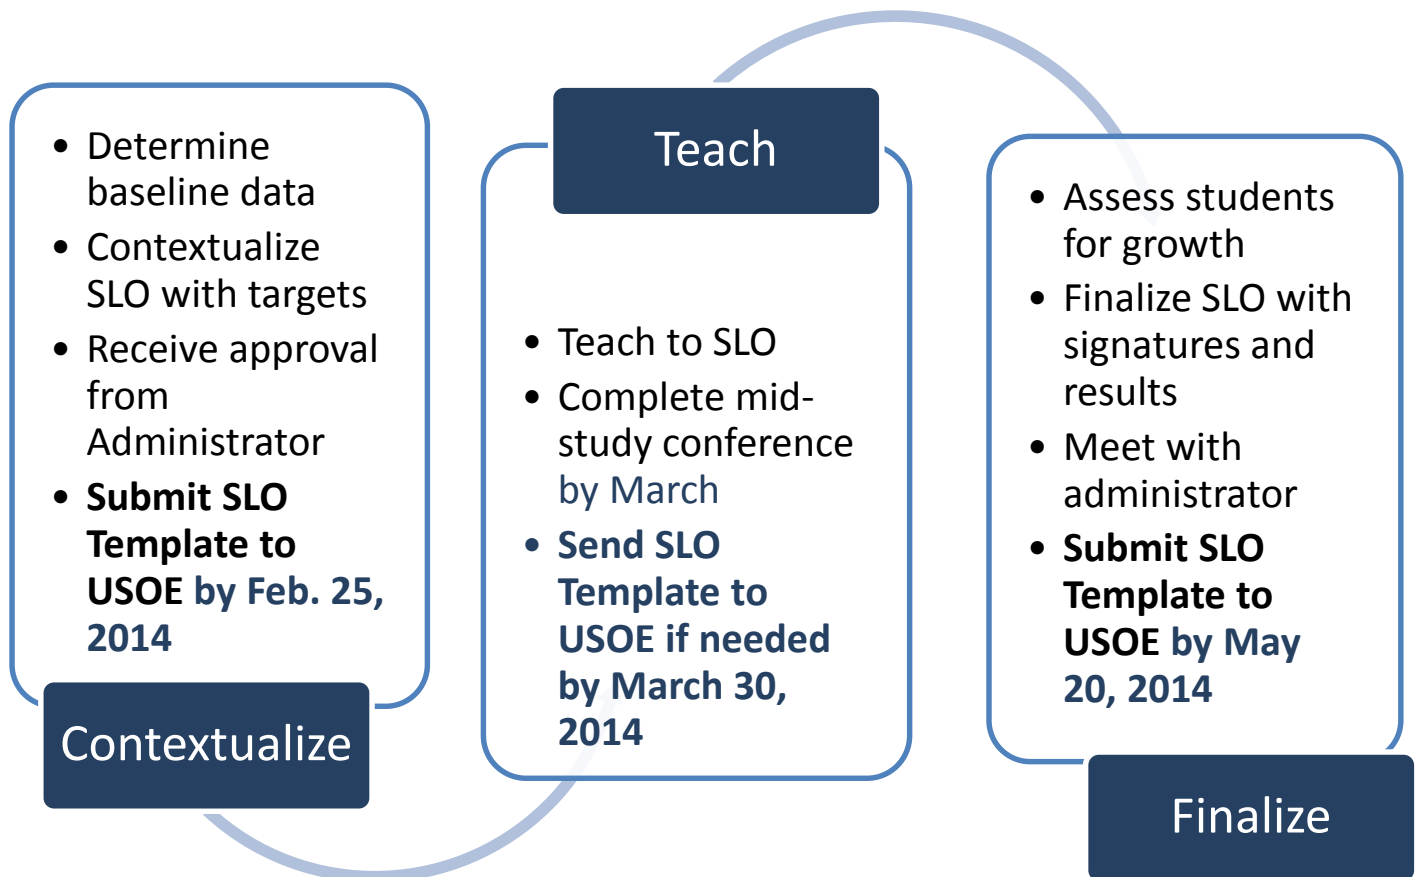 • Determine
baseline data
• Contextualize
SLO with targets
• Receive approval
from
Administrator
• Submit SLO
Template to
USOE by Feb. 25,
2014
Contextualize
Teach
• Teach to SLO
• Complete mid-
study conference
by March
• Send SLO
Template to
USOE if needed
by March 30,
2014
• Assess students
for growth
• Finalize SLO with
signatures and
results
• Meet with
administrator
• Submit SLO
Template to
USOE by May
20, 2014
Finalize